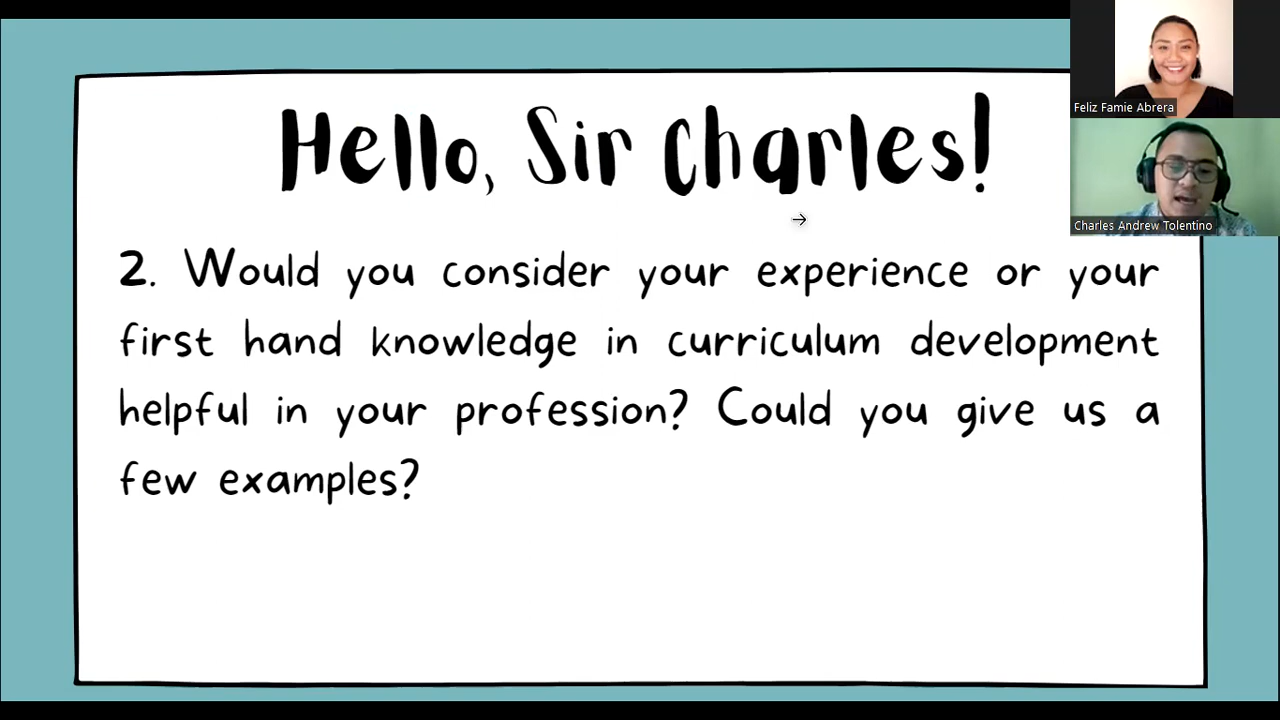 Hello, Sir Charles!
2. Would you consider your experience or your
first hand knowledge in curriculum development
helpful in your profession? Could you give us a
few examples?
Feliz Famie Abrera
Charles Andrew Tolentino